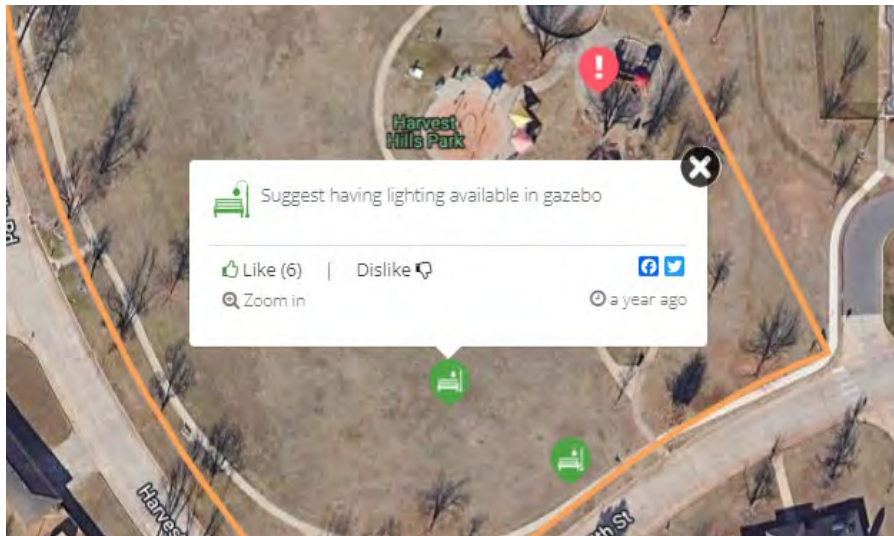 Harvest
Hills Park
Suggest having lighting available in gazebo
Like (6) | Dislike
Zoom in
a year ago
Harves
th St